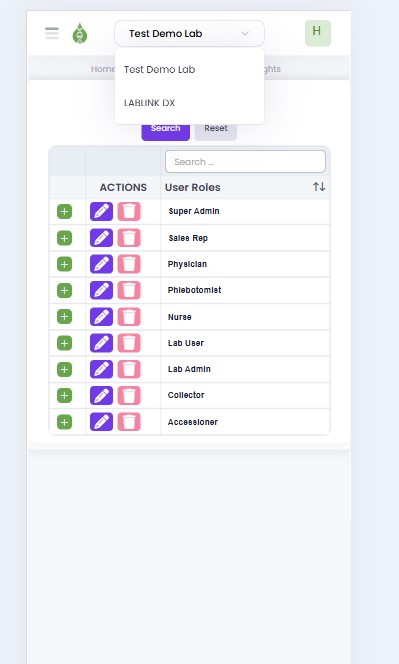 Test Demo Lab
H
Home
ghts
Test Demo Lab
LABLINK DX
Search
Reset
Search ...
ACTIONS
User Roles
Super Admin
Sales Rep
Physician
Phlebotomist
Nurse
Lab User
Lab Admin
Collector
Accessioner